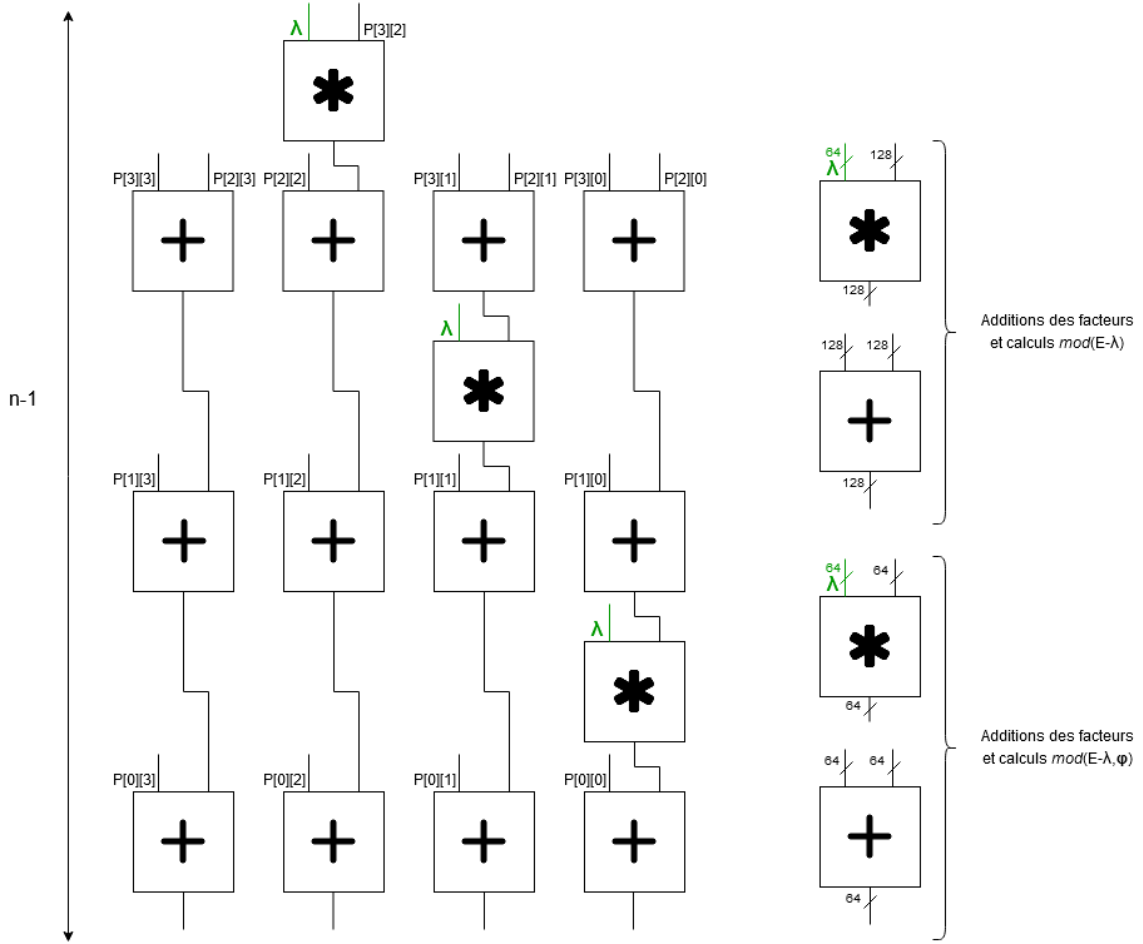 λ P[3][2]
P[3][3] P[2][3] P[2][2] P[3][1] P[2][1] P[3][0] P[2][0]
λ
n-1
P[1][3] P[1][2] P[1][1] P[1][0]
λ
P[0][3] P[0][2] P[0][1] P[0][0]
64 128
λ
128
128 128
128
Additions des facteurs
et calculs mod(E-λ)
64 64
λ
64
64 64
64
Additions des facteurs
et calculs mod(E-λ,φ)